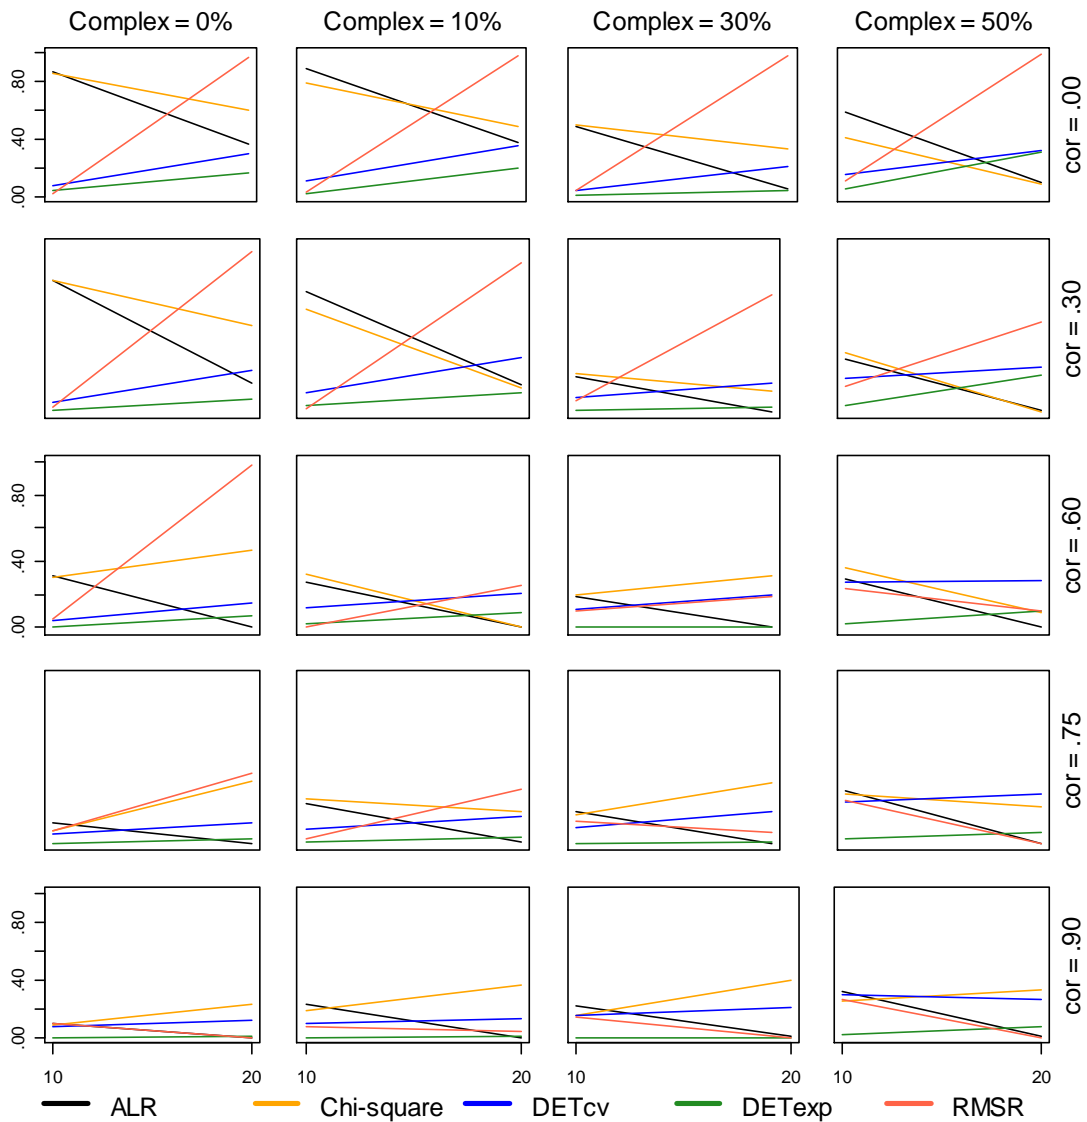 Complex = 0% Complex = 10% Complex = 30% Complex = 50%
.80
.40
.00
cor = .00
cor = .30
.80
.40
.00
cor = .60
cor = .75
.80
.40
.00
cor = .90
10 20 10 20 10 20 10 20
ALR Chi-square DETcv DETexp RMSR